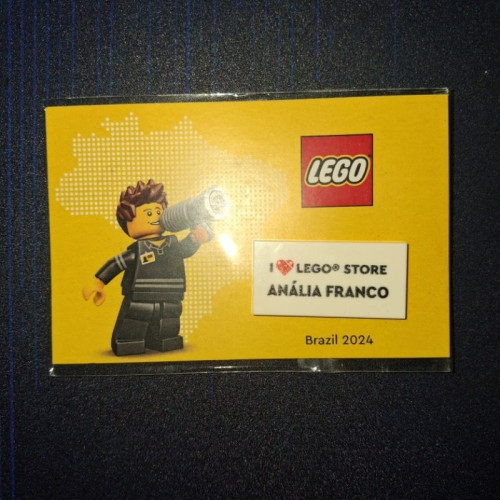 LEGO
I ❤ LEGO® STORE
ANÁLIA FRANCO
Brazil 2024